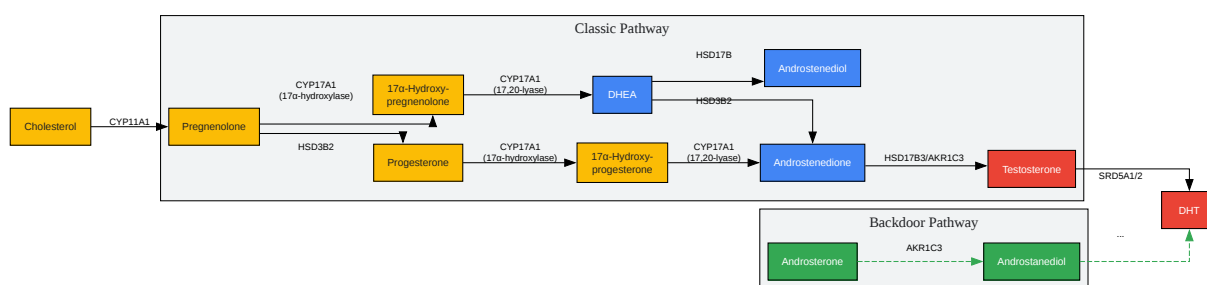 Classic Pathway
HSD17B
Androstenediol
CYP17A1
(17α-hydroxylase)
17α-Hydroxy-
pregnenolone
CYP17A1
(17,20-lyase)
DHEA
HSD3B2
Cholesterol
CYP11A1
Pregnenolone
HSD3B2
Progesterone
CYP17A1
(17α-hydroxylase)
17α-Hydroxy-
progesterone
CYP17A1
(17,20-lyase)
Androstenedione
HSD17B3/AKR1C3
Testosterone
SRD5A1/2
DHT
Backdoor Pathway
Androsterone
AKR1C3
Androstanediol
...